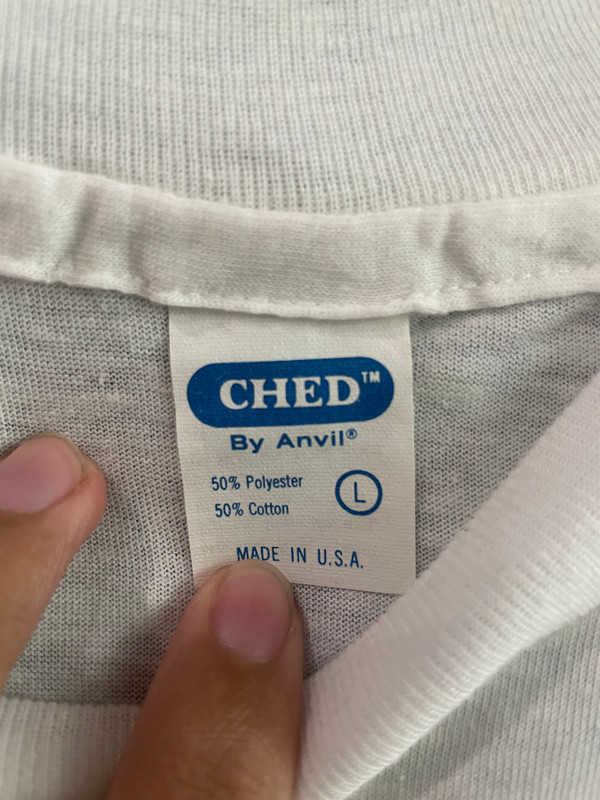 CHED™
By Anvil®
50% Polyester
50% Cotton
L
MADE IN U.S.A.